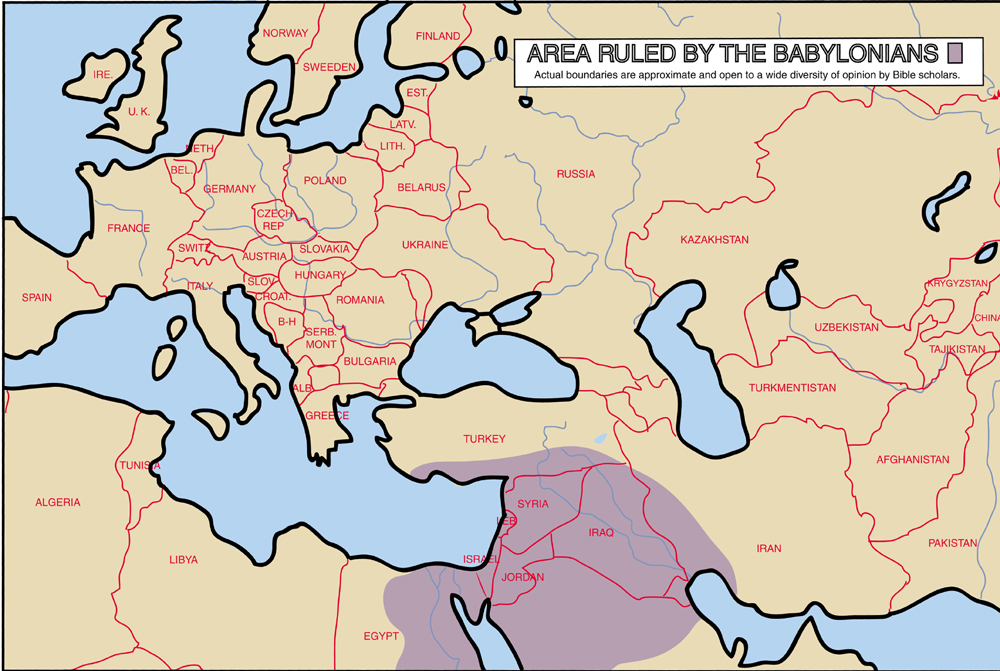 NORWAY
FINLAND
SWEEDEN
AREA RULED BY THE BABYLONIANS
Actual boundaries are approximate and open to a wide diversity of opinion by Bible scholars.
IRE.
U. K.
EST.
LATV.
LITH.
NETH.
BEL.
GERMANY
POLAND
BELARUS
RUSSIA
CZECH
REP
FRANCE
UKRAINE
KAZAKHSTAN
SWITZ
AUSTRIA
SLOVAKIA
HUNGARY
ITALY
SLOV.
CROAT.
ROMANIA
KRYGYZSTAN
SPAIN
B-H
SERB.
MONT
UZBEKISTAN
CHINA
TAJIKISTAN
BULGARIA
ALB.
TURKMENTISTAN
GREECE
TURKEY
TUNISIA
AFGHANISTAN
ALGERIA
SYRIA
LEB
IRAQ
IRAN
PAKISTAN
LIBYA
ISRAEL
JORDAN
EGYPT